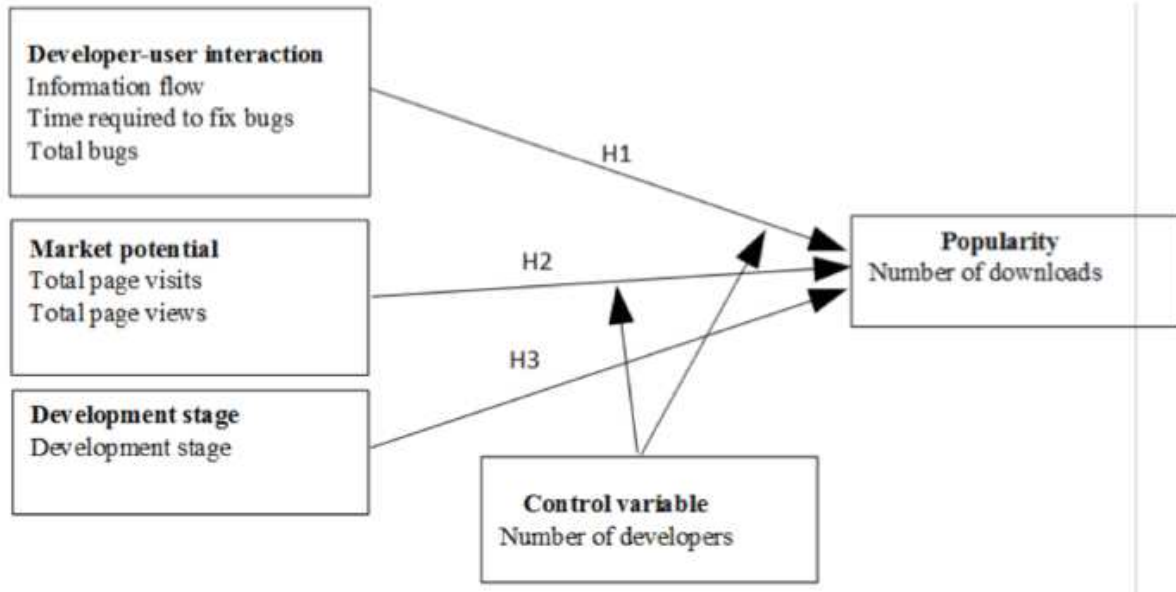 Developer-user interaction
Information flow
Time required to fix bugs
Total bugs
H1
Market potential
Total page visits
Total page views
H2
Popularity
Number of downloads
H3
Development stage
Development stage
Control variable
Number of developers